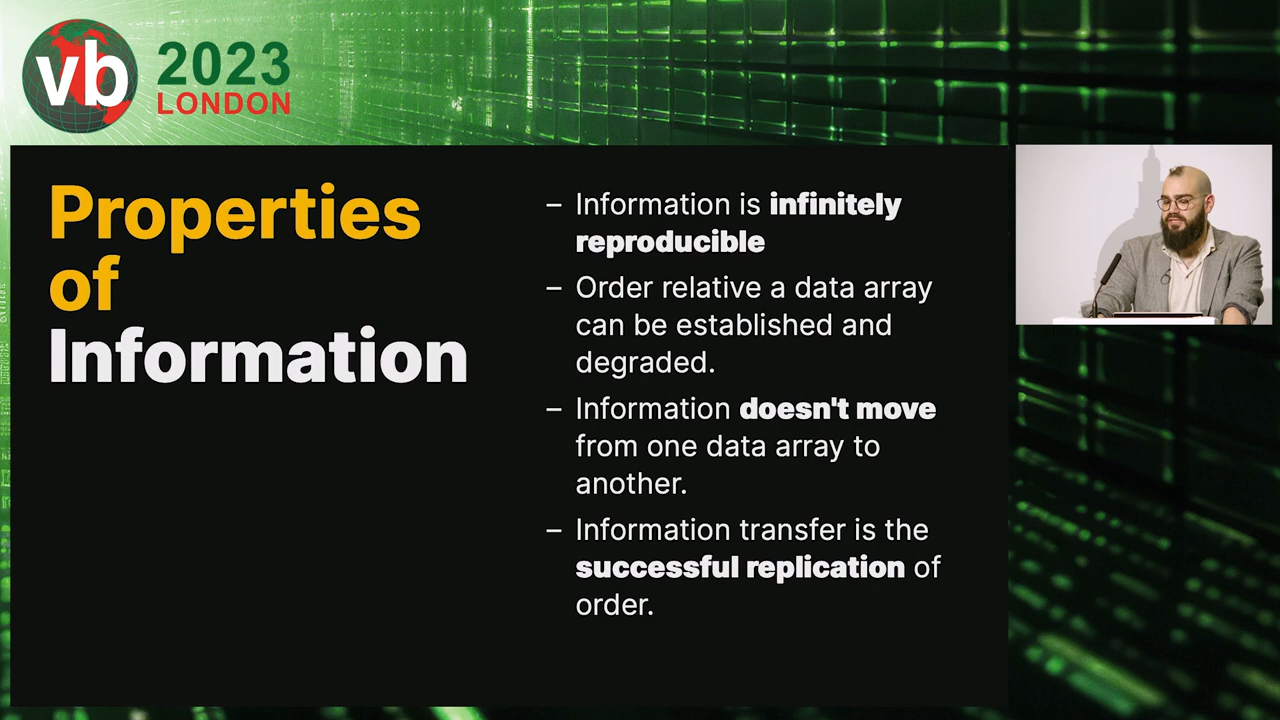 vb
2023
LONDON
Properties
of
Information
– Information is infinitely
reproducible
– Order relative a data array
can be established and
degraded.
– Information doesn't move
from one data array to
another.
– Information transfer is the
successful replication of
order.